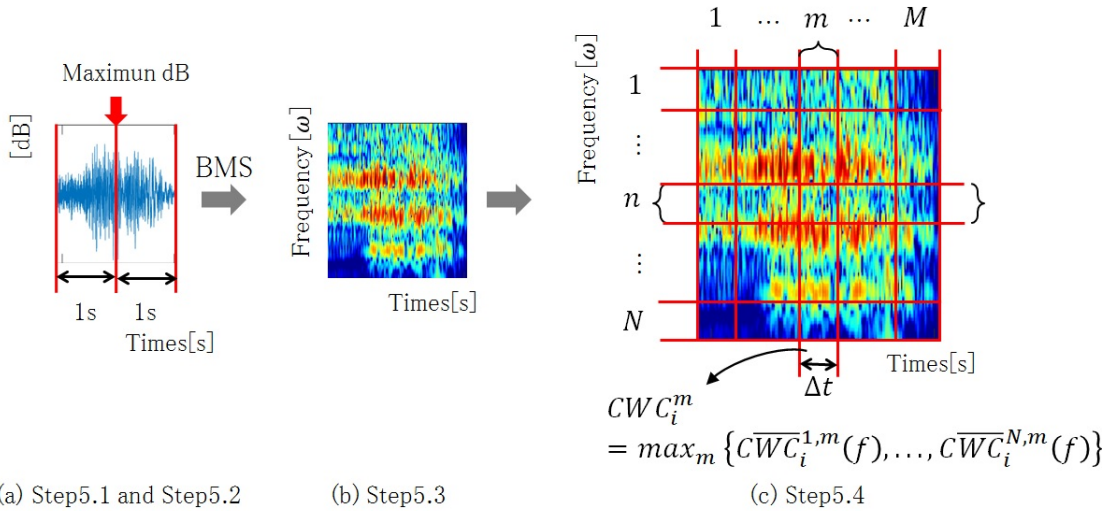 Maximun dB
[dB]
1s
1s
Times[s]
BMS
Frequency[ω]
Times[s]
Frequency[ω]
1 ⋯ m ⋯ M
1
⋮
n
⋮
N
Times[s]
Δt
$CWC_i^m$
$= max_m \{C\overline{WC}_i^{1,m}(f),...,C\overline{WC}_i^{N,m}(f)\}$
(a) Step5.1 and Step5.2
(b) Step5.3
(c) Step5.4